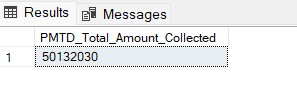 Results Messages
PMTD_Total_Amount_Collected
1 50132030